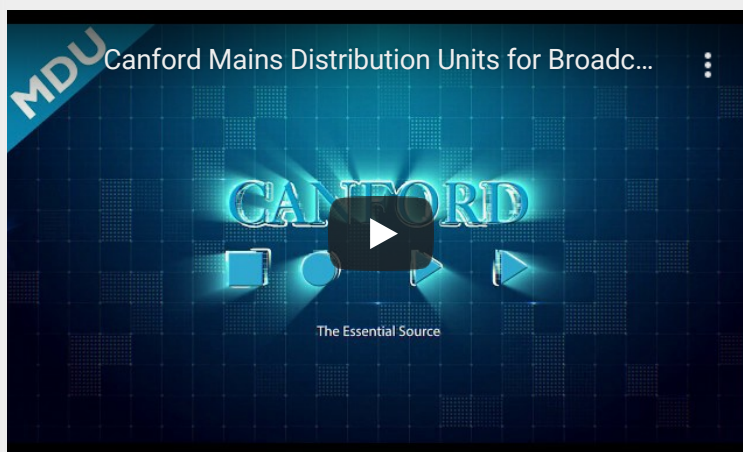 MDU
Canford Mains Distribution Units for Broadc...
CANFORD
The Essential Source